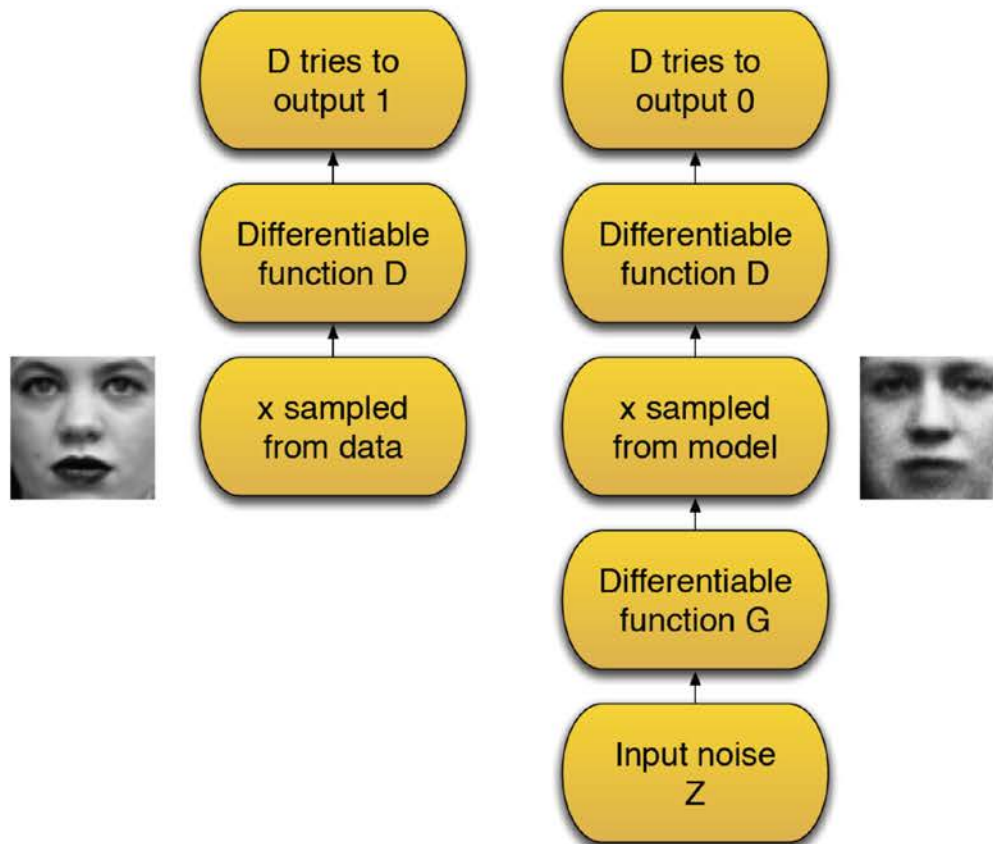 D tries to
output 1
Differentiable
function D
x sampled
from data
D tries to
output 0
Differentiable
function D
x sampled
from model
Differentiable
function G
Input noise
Z